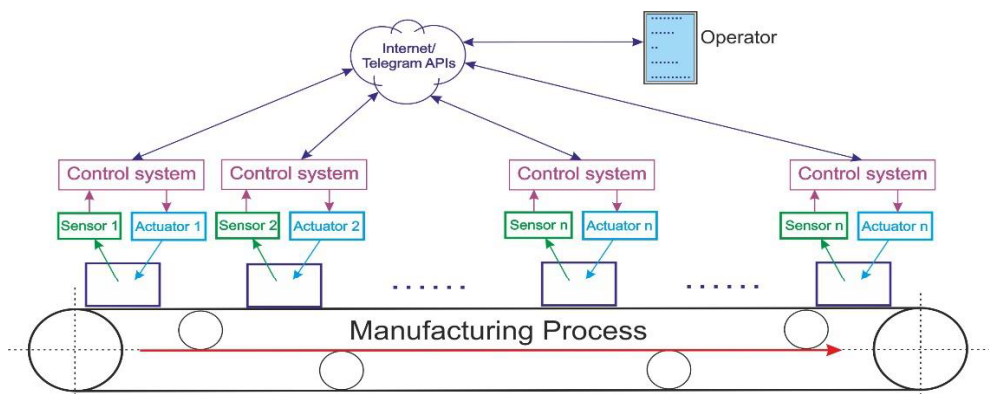 Internet/
Telegram APIs
Operator
Control system
Control system
Control system
Control system
Sensor 1
Actuator 1
Sensor 2
Actuator 2
Sensor n
Actuator n
Sensor n
Actuator n
Manufacturing Process